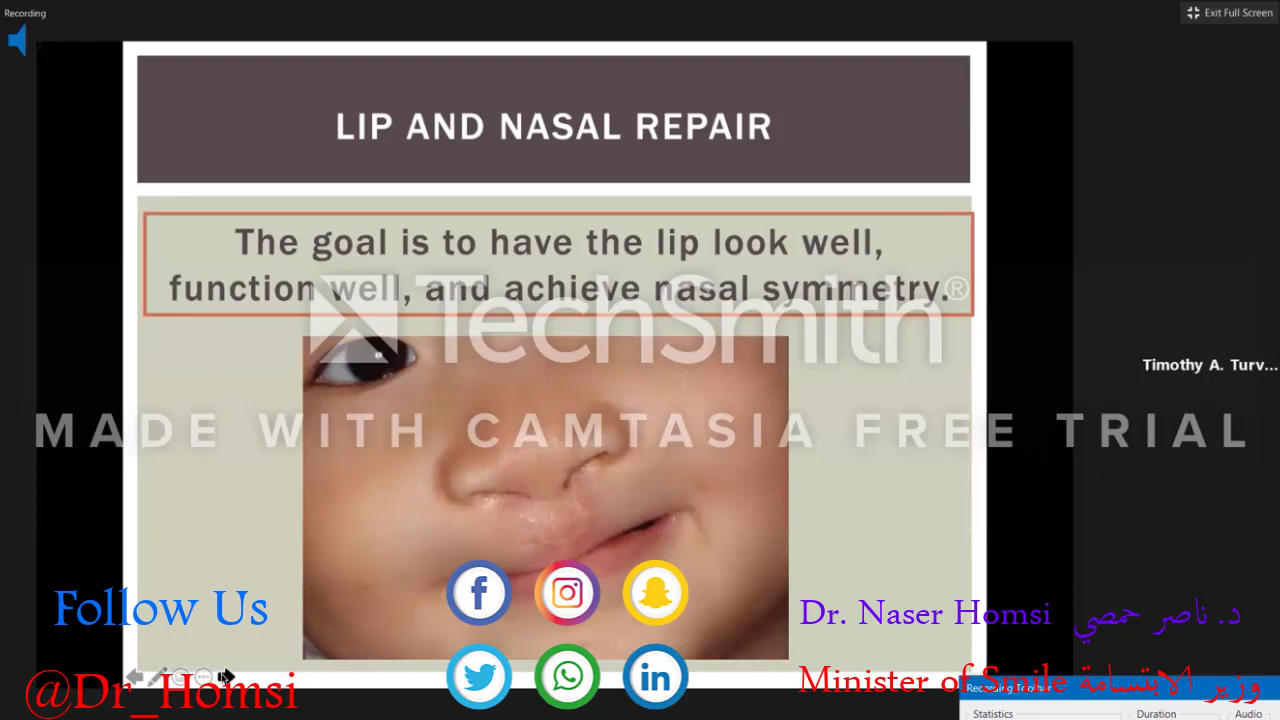 Recording
Exit Full Screen
LIP AND NASAL REPAIR
The goal is to have the lip look well,
function well, and achieve nasal symmetry.
TechSmith®
Timothy A. Turv...
MADE WITH CAMTASIA FREE TRIAL
Follow Us
Dr. Naser Homsi د. ناصر حمصي
@Dr_Homsi
Minister of Smile وزير الابتسامة
Recording Toolbar
Statistics
Duration
Audio